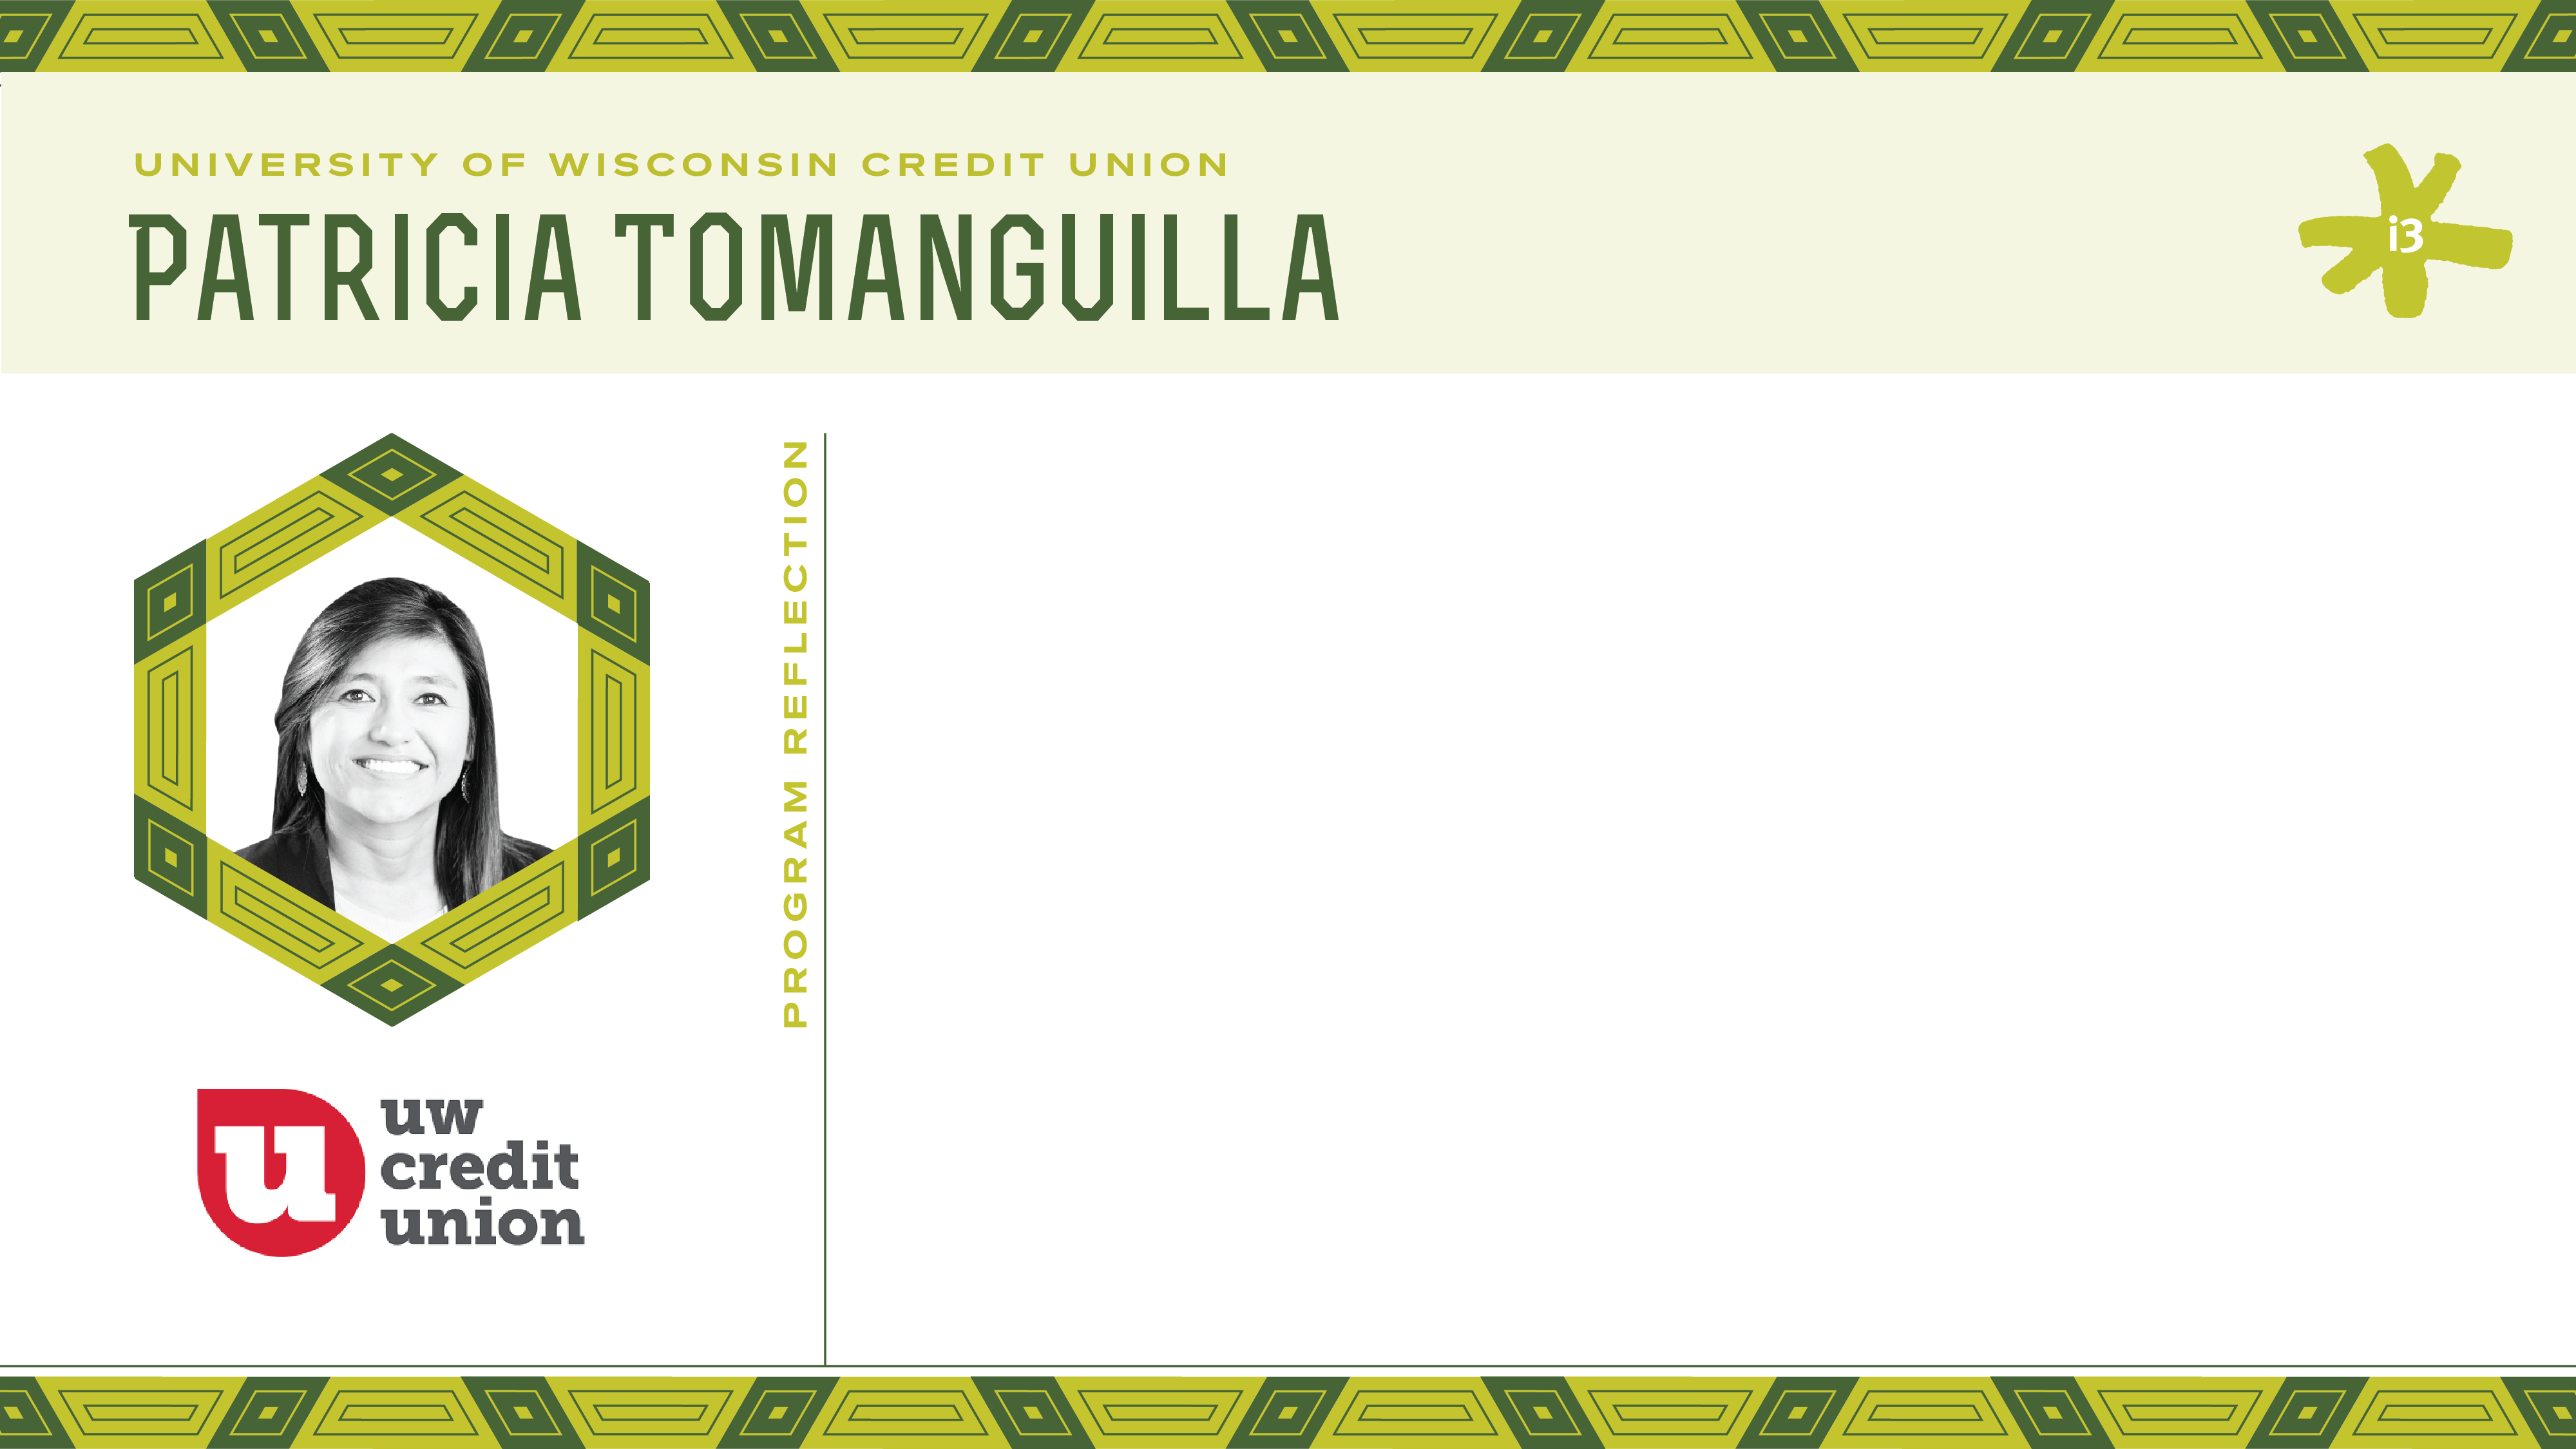 UNIVERSITY OF WISCONSIN CREDIT UNION
PATRICIA TOMANGUILLA
i3
PROGRAM REFLECTION
u
uw
credit
union